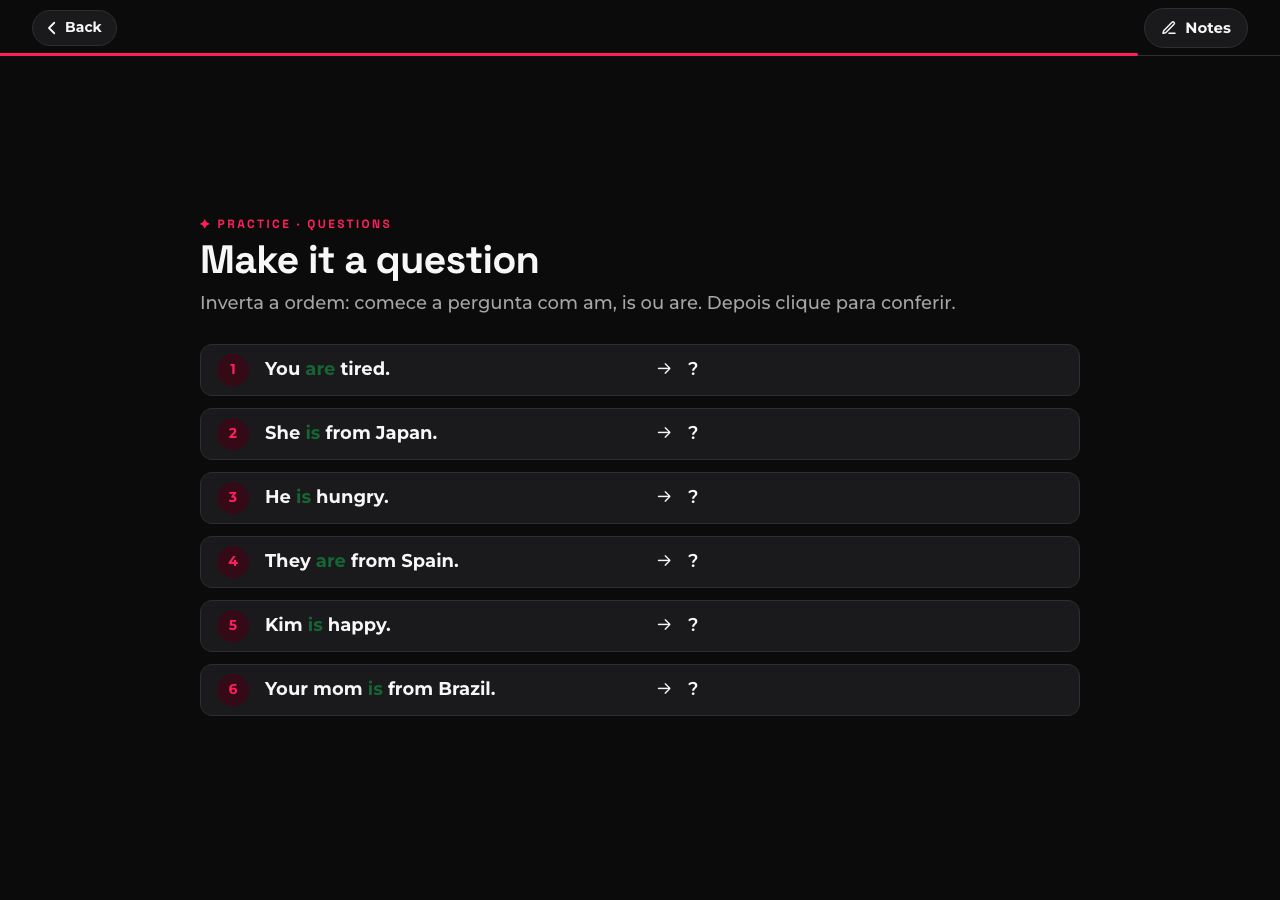 Back
Notes
✦ PRACTICE · QUESTIONS
Make it a question
Inverta a ordem: comece a pergunta com am, is ou are. Depois clique para conferir.
1 You are tired. → ?
2 She is from Japan. → ?
3 He is hungry. → ?
4 They are from Spain. → ?
5 Kim is happy. → ?
6 Your mom is from Brazil. → ?